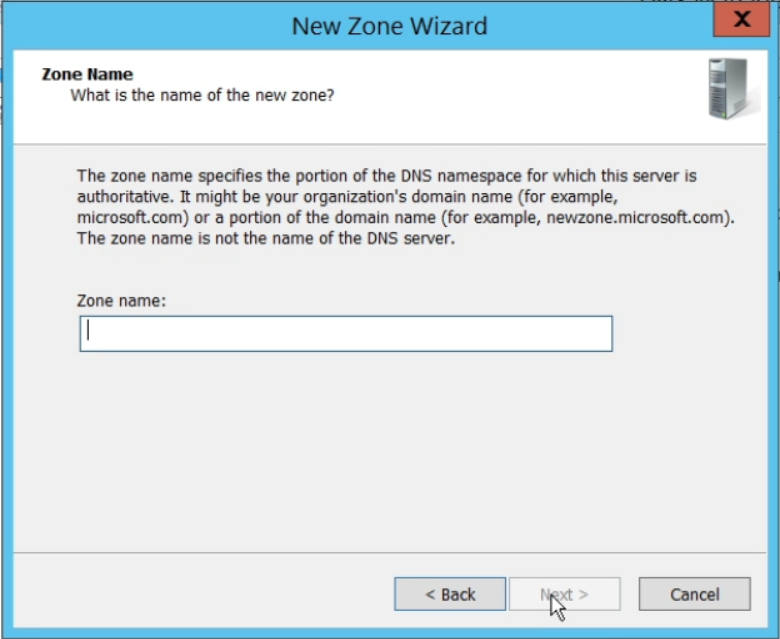 New Zone Wizard
X
Zone Name
What is the name of the new zone?
The zone name specifies the portion of the DNS namespace for which this server is
authoritative. It might be your organization's domain name (for example,
microsoft.com) or a portion of the domain name (for example, newzone.microsoft.com).
The zone name is not the name of the DNS server.
Zone name:
< Back
Next >
Cancel